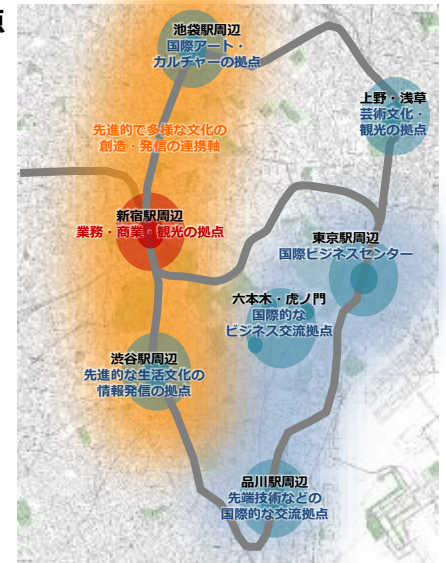 点
池袋駅周辺
国際アート・
カルチャーの拠点
上野・浅草
芸術文化・
観光の拠点
先進的で多様な文化の
創造・発信の連携軸
新宿駅周辺
業務・商業・観光の拠点
東京駅周辺
国際ビジネスセンター
六本木・虎ノ門
国際的な
ビジネス交流拠点
渋谷駅周辺
先進的な生活文化の
情報発信の拠点
品川駅周辺
先端技術などの
国際的な交流拠点